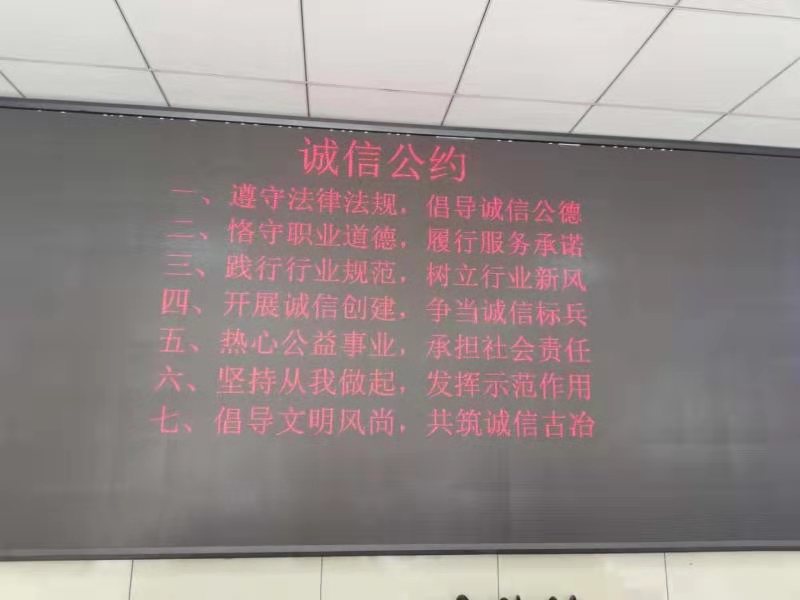 诚信公约
一、遵守法律法规，倡导诚信公德
二、恪守职业道德，履行服务承诺
三、践行行业规范，树立行业新风
四、开展诚信创建，争当诚信标兵
五、热心公益事业，承担社会责任
六、坚持从我做起，发挥示范作用
七、倡导文明风尚，共筑诚信古冶